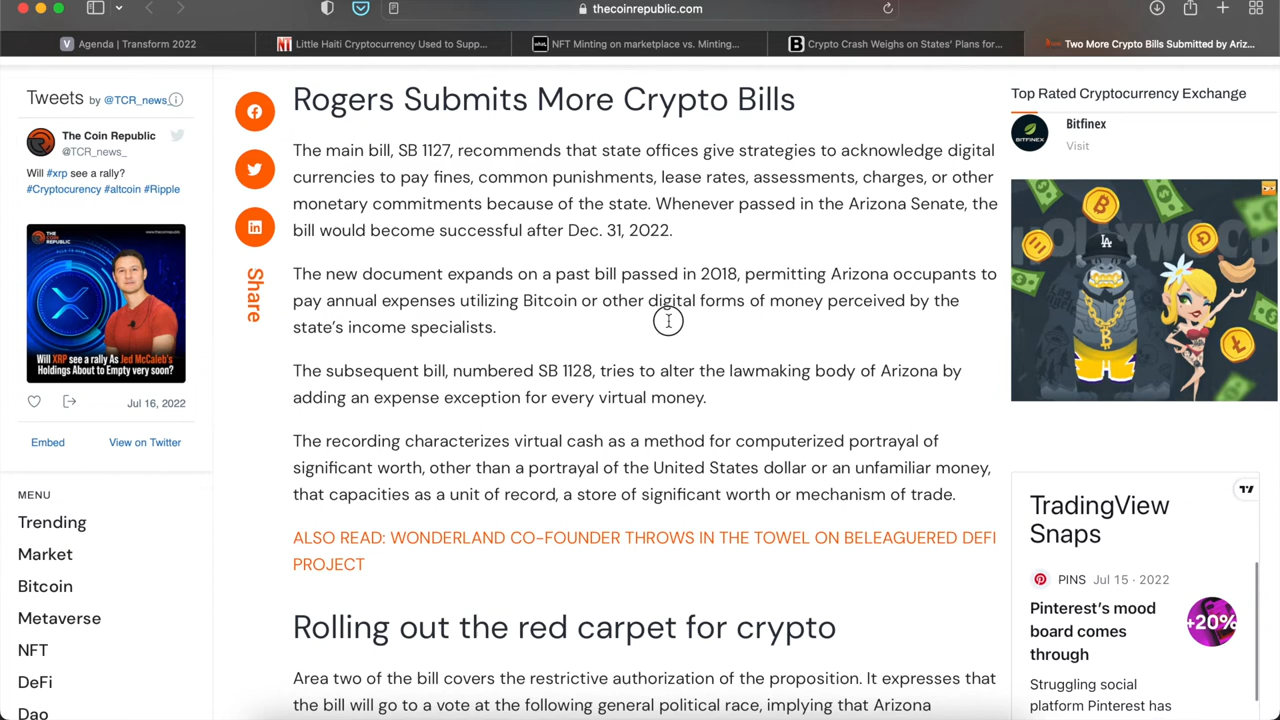 thecoinrepublic.com
V Agenda | Transform 2022
NT Little Haiti Cryptocurrency Used to Supp...
NFT Minting on marketplace vs. Minting...
B Crypto Crash Weighs on States' Plans for...
Two More Crypto Bills Submitted by Ariz...
Tweets by @TCR_news_
The Coin Republic
@TCR_news_
Will #xrp see a rally?
#Cryptocurency #altcoin #Ripple
THE COIN REPUBLIC
www.thecoinrepublic.com
Will XRP see a rally As Jed McCaleb's
Holdings About to Empty very soon?
Jul 16, 2022
Embed
View on Twitter
MENU
Trending
Market
Bitcoin
Metaverse
NFT
DeFi
Dao
Share
Rogers Submits More Crypto Bills
The main bill, SB 1127, recommends that state offices give strategies to acknowledge digital
currencies to pay fines, common punishments, lease rates, assessments, charges, or other
monetary commitments because of the state. Whenever passed in the Arizona Senate, the
bill would become successful after Dec. 31, 2022.
The new document expands on a past bill passed in 2018, permitting Arizona occupants to
pay annual expenses utilizing Bitcoin or other digital forms of money perceived by the
state's income specialists.
The subsequent bill, numbered SB 1128, tries to alter the lawmaking body of Arizona by
adding an expense exception for every virtual money.
The recording characterizes virtual cash as a method for computerized portrayal of
significant worth, other than a portrayal of the United States dollar or an unfamiliar money,
that capacities as a unit of record, a store of significant worth or mechanism of trade.
ALSO READ: WONDERLAND CO-FOUNDER THROWS IN THE TOWEL ON BELEAGUERED DEFI
PROJECT
Rolling out the red carpet for crypto
Area two of the bill covers the restrictive authorization of the proposition. It expresses that
the bill will go to a vote at the following general political race, implying that Arizona
Top Rated Cryptocurrency Exchange
BITFINEX
Bitfinex
Visit
HOLLYWOOD
LA
TradingView
Snaps
PINS Jul 15 · 2022
Pinterest's mood
board comes
through
+20%
Struggling social
platform Pinterest has